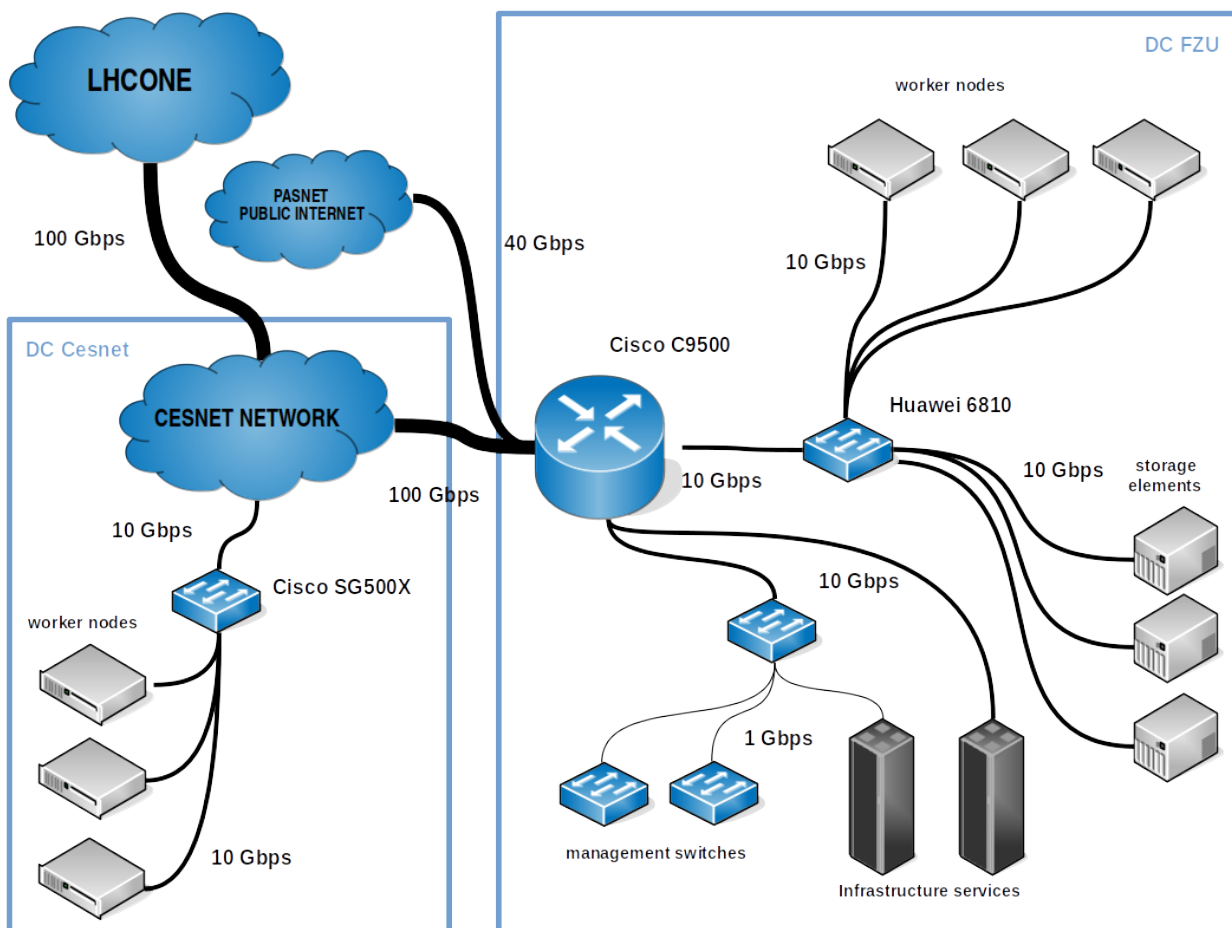 LHCONE
DC FZU
worker nodes
PASNET
PUBLIC INTERNET
100 Gbps
40 Gbps
10 Gbps
DC Cesnet
Cisco C9500
CESNET NETWORK
Huawei 6810
100 Gbps
10 Gbps
10 Gbps
storage
elements
10 Gbps
Cisco SG500X
10 Gbps
worker nodes
1 Gbps
10 Gbps
management switches
Infrastructure services